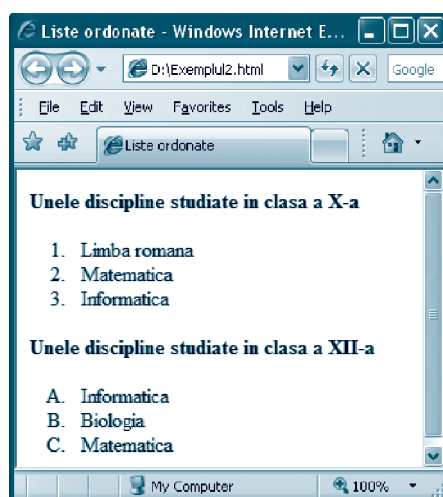 Liste ordonate - Windows Internet E...
D:\Exemplul2.html Google
File Edit View Favorites Tools Help
Liste ordonate
Unele discipline studiate in clasa a X-a
1. Limba romana
2. Matematica
3. Informatica
Unele discipline studiate in clasa a XII-a
A. Informatica
B. Biologia
C. Matematica
My Computer 100%